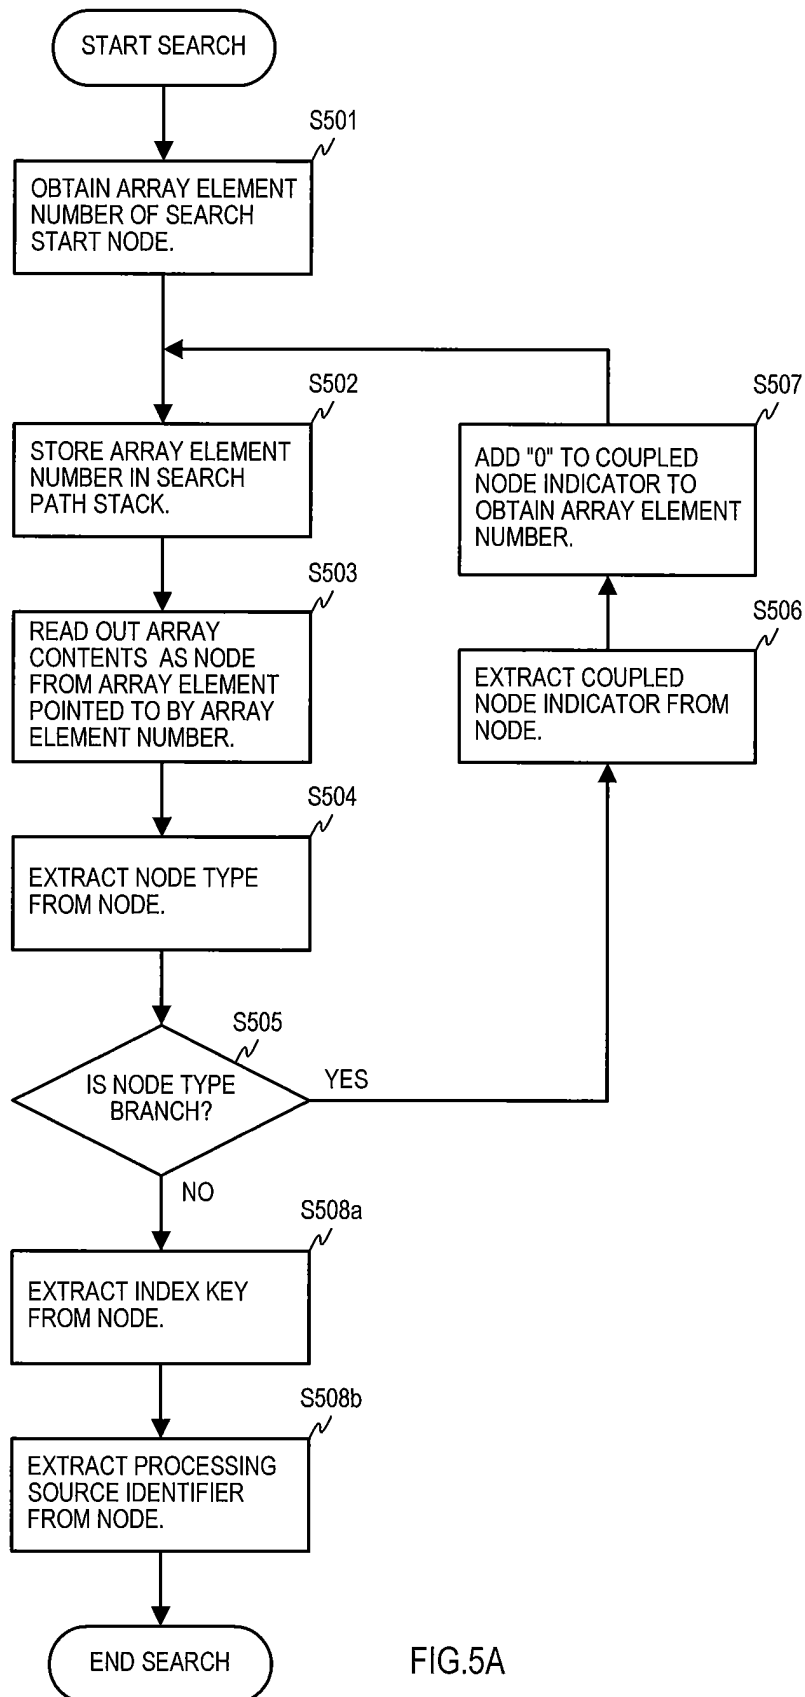 START SEARCH
S501
OBTAIN ARRAY ELEMENT
NUMBER OF SEARCH
START NODE.
S502
STORE ARRAY ELEMENT
NUMBER IN SEARCH
PATH STACK.
S507
ADD "0" TO COUPLED
NODE INDICATOR TO
OBTAIN ARRAY ELEMENT
NUMBER.
S503
READ OUT ARRAY
CONTENTS AS NODE
FROM ARRAY ELEMENT
POINTED TO BY ARRAY
ELEMENT NUMBER.
S506
EXTRACT COUPLED
NODE INDICATOR FROM
NODE.
S504
EXTRACT NODE TYPE
FROM NODE.
S505
IS NODE TYPE
BRANCH?
YES
NO
S508a
EXTRACT INDEX KEY
FROM NODE.
S508b
EXTRACT PROCESSING
SOURCE IDENTIFIER
FROM NODE.
END SEARCH
FIG.5A